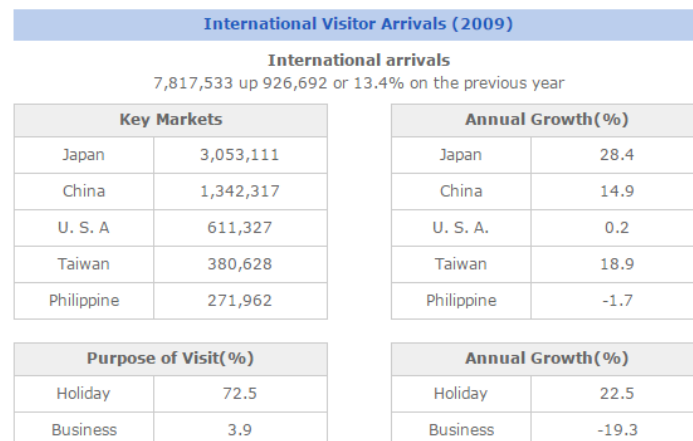 International Visitor Arrivals (2009)
International arrivals
7,817,533 up 926,692 or 13.4% on the previous year
Key Markets
Japan 3,053,111
China 1,342,317
U. S. A 611,327
Taiwan 380,628
Philippine 271,962
Annual Growth(%)
Japan 28.4
China 14.9
U. S. A. 0.2
Taiwan 18.9
Philippine -1.7
Purpose of Visit(%)
Holiday 72.5
Business 3.9
Annual Growth(%)
Holiday 22.5
Business -19.3